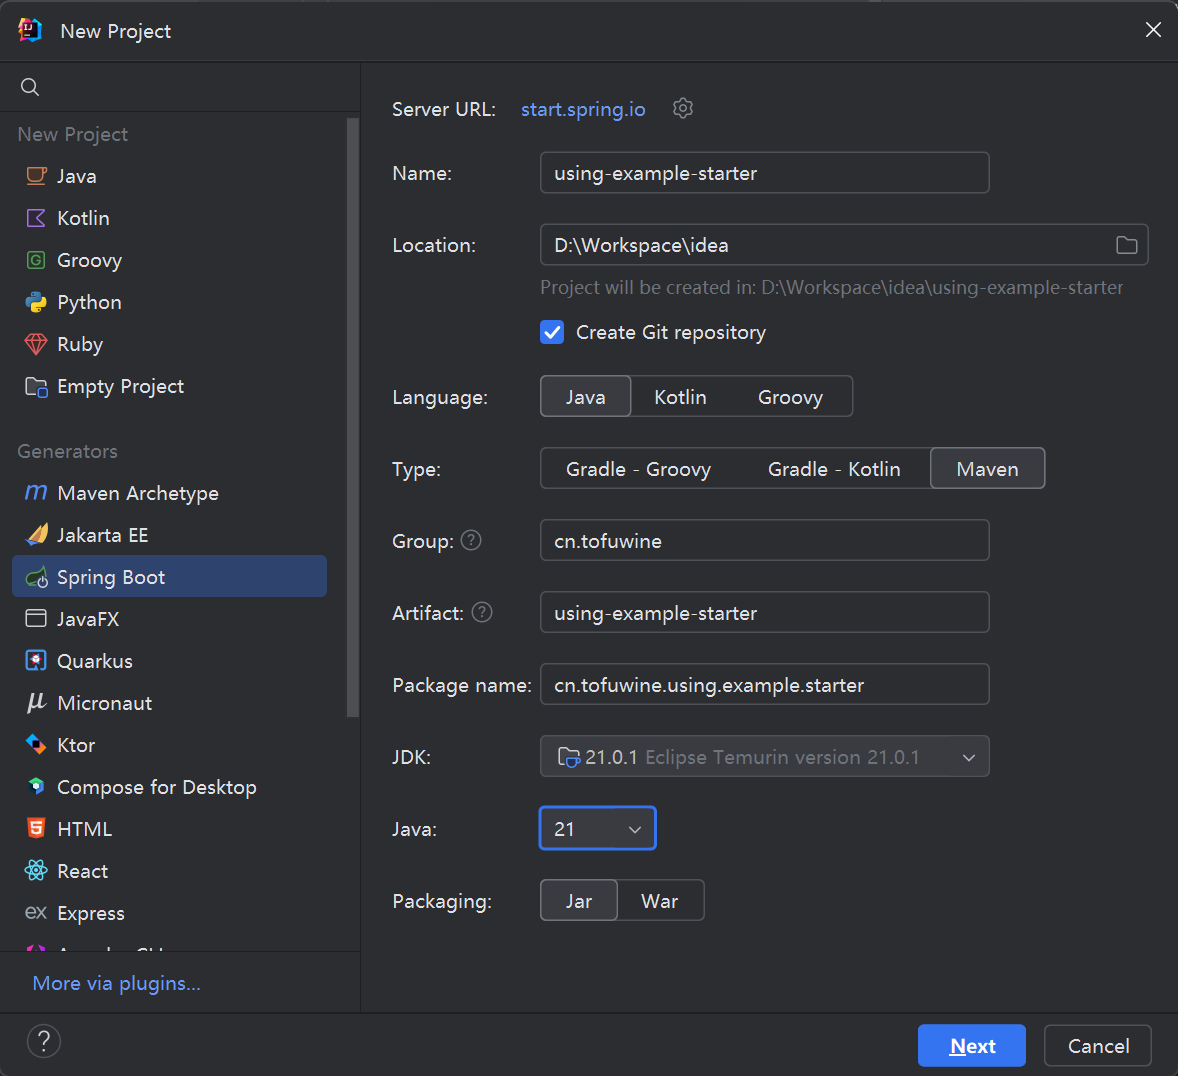 New Project
New Project
Java
Kotlin
Groovy
Python
Ruby
Empty Project
Generators
Maven Archetype
Jakarta EE
Spring Boot
JavaFX
Quarkus
Micronaut
Ktor
Compose for Desktop
HTML
React
Express
More via plugins...
Server URL: start.spring.io
Name: using-example-starter
Location: D:\Workspace\idea
Project will be created in: D:\Workspace\idea\using-example-starter
Create Git repository
Language: Java Kotlin Groovy
Type: Gradle - Groovy Gradle - Kotlin Maven
Group: ? cn.tofuwine
Artifact: ? using-example-starter
Package name: cn.tofuwine.using.example.starter
JDK: 21.0.1 Eclipse Temurin version 21.0.1
Java: 21
Packaging: Jar War
? Next Cancel